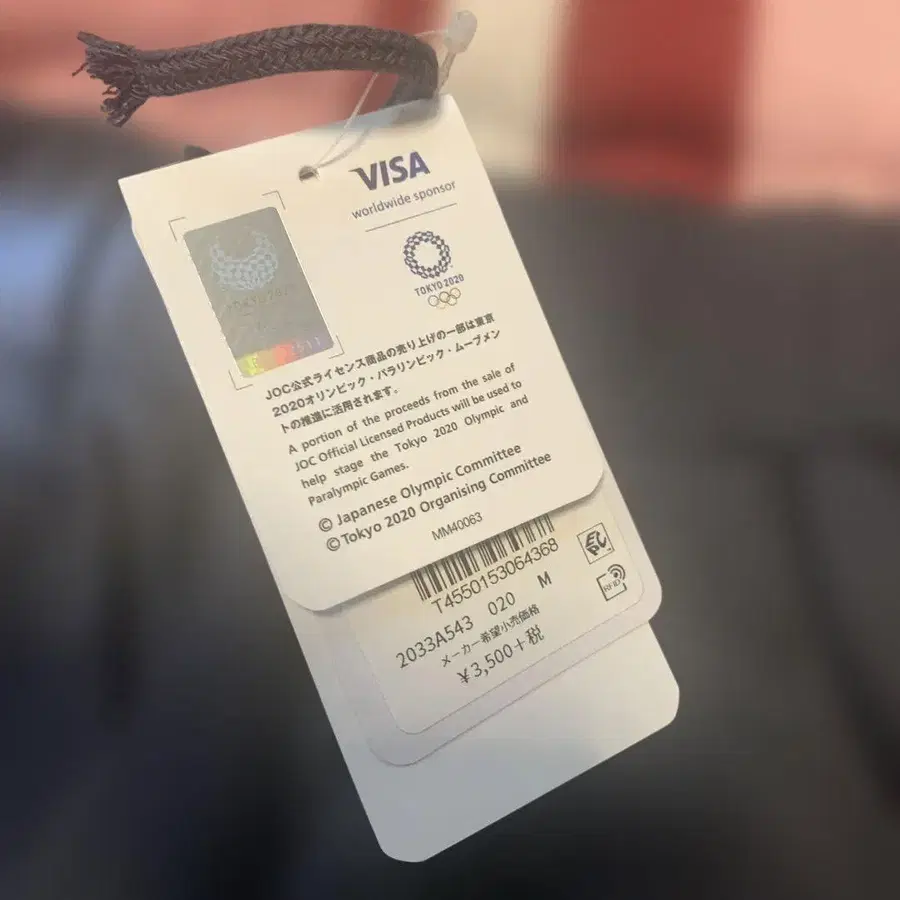 VISA
worldwide sponsor
TOKYO 2020
TOKYO 2020
JOC公式ライセンス商品の売り上げの一部は東京
2020オリンピック・パラリンピック・ムーブメン
トの推進に活用されます。
A portion of the proceeds from the sale of
JOC Official Licensed Products will be used to
help stage the Tokyo 2020 Olympic and
Paralympic Games.
© Japanese Olympic Committee
© Tokyo 2020 Organising Committee
MM40063
T4550153064368
2033A543 020 M
メーカー希望小売価格
¥3,500+税
EPC
RFID